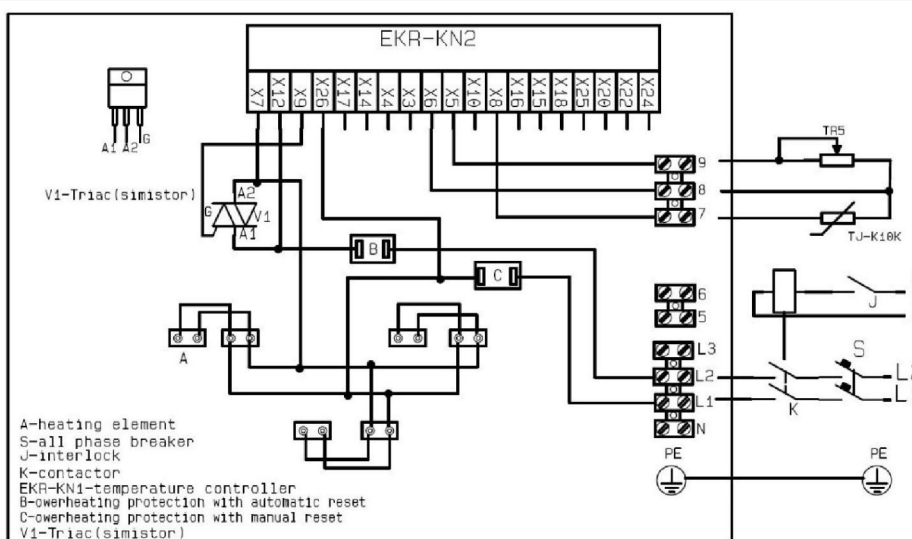 EKR-KN2
X7 X12 X9 X26 X17 X14 X4 X3 X6 X5 X10 X8 X16 X15 X18 X25 X20 X22 X24
A1 A2 G
V1-Triac(simistor)
A2
G
V1
A1
B
C
A
9
8
7
6
5
L3
L2
L1
N
PE
TR5
TJ-K10K
J
S
K
PE
A-heating element
S-all phase breaker
J-interlock
K-contactor
EKR-KN1-temperature controller
B-owerheating protection with automatic reset
C-owerheating protection with manual reset
V1-Triac(simistor)